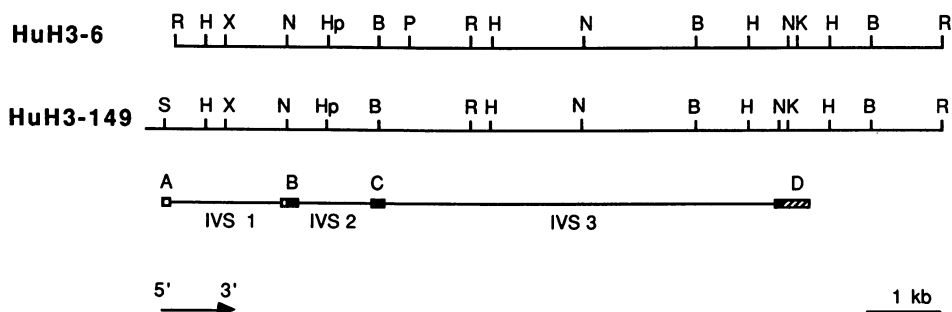 R H X N Hp B P R H N B H NK H B R
HuH3-6
S H X N Hp B R H N B H NK H B R
HuH3-149
A B C D
IVS 1 IVS 2 IVS 3
5' 3'
1 kb